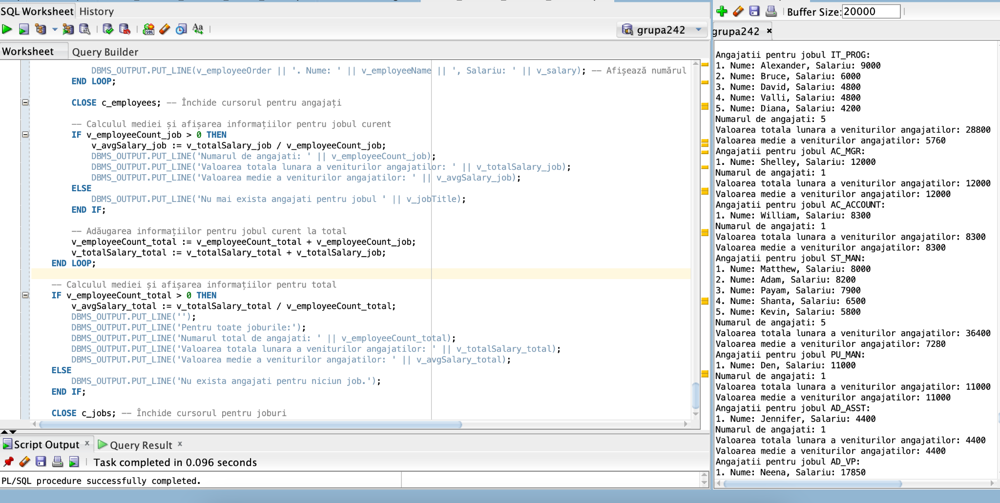 SQL Worksheet History
grupa242
Worksheet Query Builder
DBMS_OUTPUT.PUT_LINE(v_employeeOrder || '. Nume: ' || v_employeeName || ', Salariu: ' || v_salary); -- Afișează numărul
END LOOP;
CLOSE c_employees; -- Închide cursorul pentru angajați
-- Calculul mediei și afișarea informațiilor pentru jobul curent
IF v_employeeCount_job > 0 THEN
v_avgSalary_job := v_totalSalary_job / v_employeeCount_job;
DBMS_OUTPUT.PUT_LINE('Numarul de angajati: ' || v_employeeCount_job);
DBMS_OUTPUT.PUT_LINE('Valoarea totala lunara a veniturilor angajatilor: ' || v_totalSalary_job);
DBMS_OUTPUT.PUT_LINE('Valoarea medie a veniturilor angajatilor: ' || v_avgSalary_job);
ELSE
DBMS_OUTPUT.PUT_LINE('Nu mai exista angajati pentru jobul ' || v_jobTitle);
END IF;
-- Adăugarea informațiilor pentru jobul curent la total
v_employeeCount_total := v_employeeCount_total + v_employeeCount_job;
v_totalSalary_total := v_totalSalary_total + v_totalSalary_job;
END LOOP;
-- Calculul mediei și afișarea informațiilor pentru total
IF v_employeeCount_total > 0 THEN
v_avgSalary_total := v_totalSalary_total / v_employeeCount_total;
DBMS_OUTPUT.PUT_LINE('');
DBMS_OUTPUT.PUT_LINE('Pentru toate joburile:');
DBMS_OUTPUT.PUT_LINE('Numarul total de angajati: ' || v_employeeCount_total);
DBMS_OUTPUT.PUT_LINE('Valoarea totala lunara a veniturilor angajatilor: ' || v_totalSalary_total);
DBMS_OUTPUT.PUT_LINE('Valoarea medie a veniturilor angajatilor: ' || v_avgSalary_total);
ELSE
DBMS_OUTPUT.PUT_LINE('Nu exista angajati pentru niciun job.');
END IF;
CLOSE c_jobs; -- Închide cursorul pentru joburi
Script Output x Query Result x
Task completed in 0.096 seconds
PL/SQL procedure successfully completed.
Buffer Size: 20000
grupa242
Angajatii pentru jobul IT_PROG:
1. Nume: Alexander, Salariu: 9000
2. Nume: Bruce, Salariu: 6000
3. Nume: David, Salariu: 4800
4. Nume: Valli, Salariu: 4800
5. Nume: Diana, Salariu: 4200
Numarul de angajati: 5
Valoarea totala lunara a veniturilor angajatilor: 28800
Valoarea medie a veniturilor angajatilor: 5760
Angajatii pentru jobul AC_MGR:
1. Nume: Shelley, Salariu: 12000
Numarul de angajati: 1
Valoarea totala lunara a veniturilor angajatilor: 12000
Valoarea medie a veniturilor angajatilor: 12000
Angajatii pentru jobul AC_ACCOUNT:
1. Nume: William, Salariu: 8300
Numarul de angajati: 1
Valoarea totala lunara a veniturilor angajatilor: 8300
Valoarea medie a veniturilor angajatilor: 8300
Angajatii pentru jobul ST_MAN:
1. Nume: Matthew, Salariu: 8000
2. Nume: Adam, Salariu: 8200
3. Nume: Payam, Salariu: 7900
4. Nume: Shanta, Salariu: 6500
5. Nume: Kevin, Salariu: 5800
Numarul de angajati: 5
Valoarea totala lunara a veniturilor angajatilor: 36400
Valoarea medie a veniturilor angajatilor: 7280
Angajatii pentru jobul PU_MAN:
1. Nume: Den, Salariu: 11000
Numarul de angajati: 1
Valoarea totala lunara a veniturilor angajatilor: 11000
Valoarea medie a veniturilor angajatilor: 11000
Angajatii pentru jobul AD_ASST:
1. Nume: Jennifer, Salariu: 4400
Numarul de angajati: 1
Valoarea totala lunara a veniturilor angajatilor: 4400
Valoarea medie a veniturilor angajatilor: 4400
Angajatii pentru jobul AD_VP:
1. Nume: Neena, Salariu: 17850